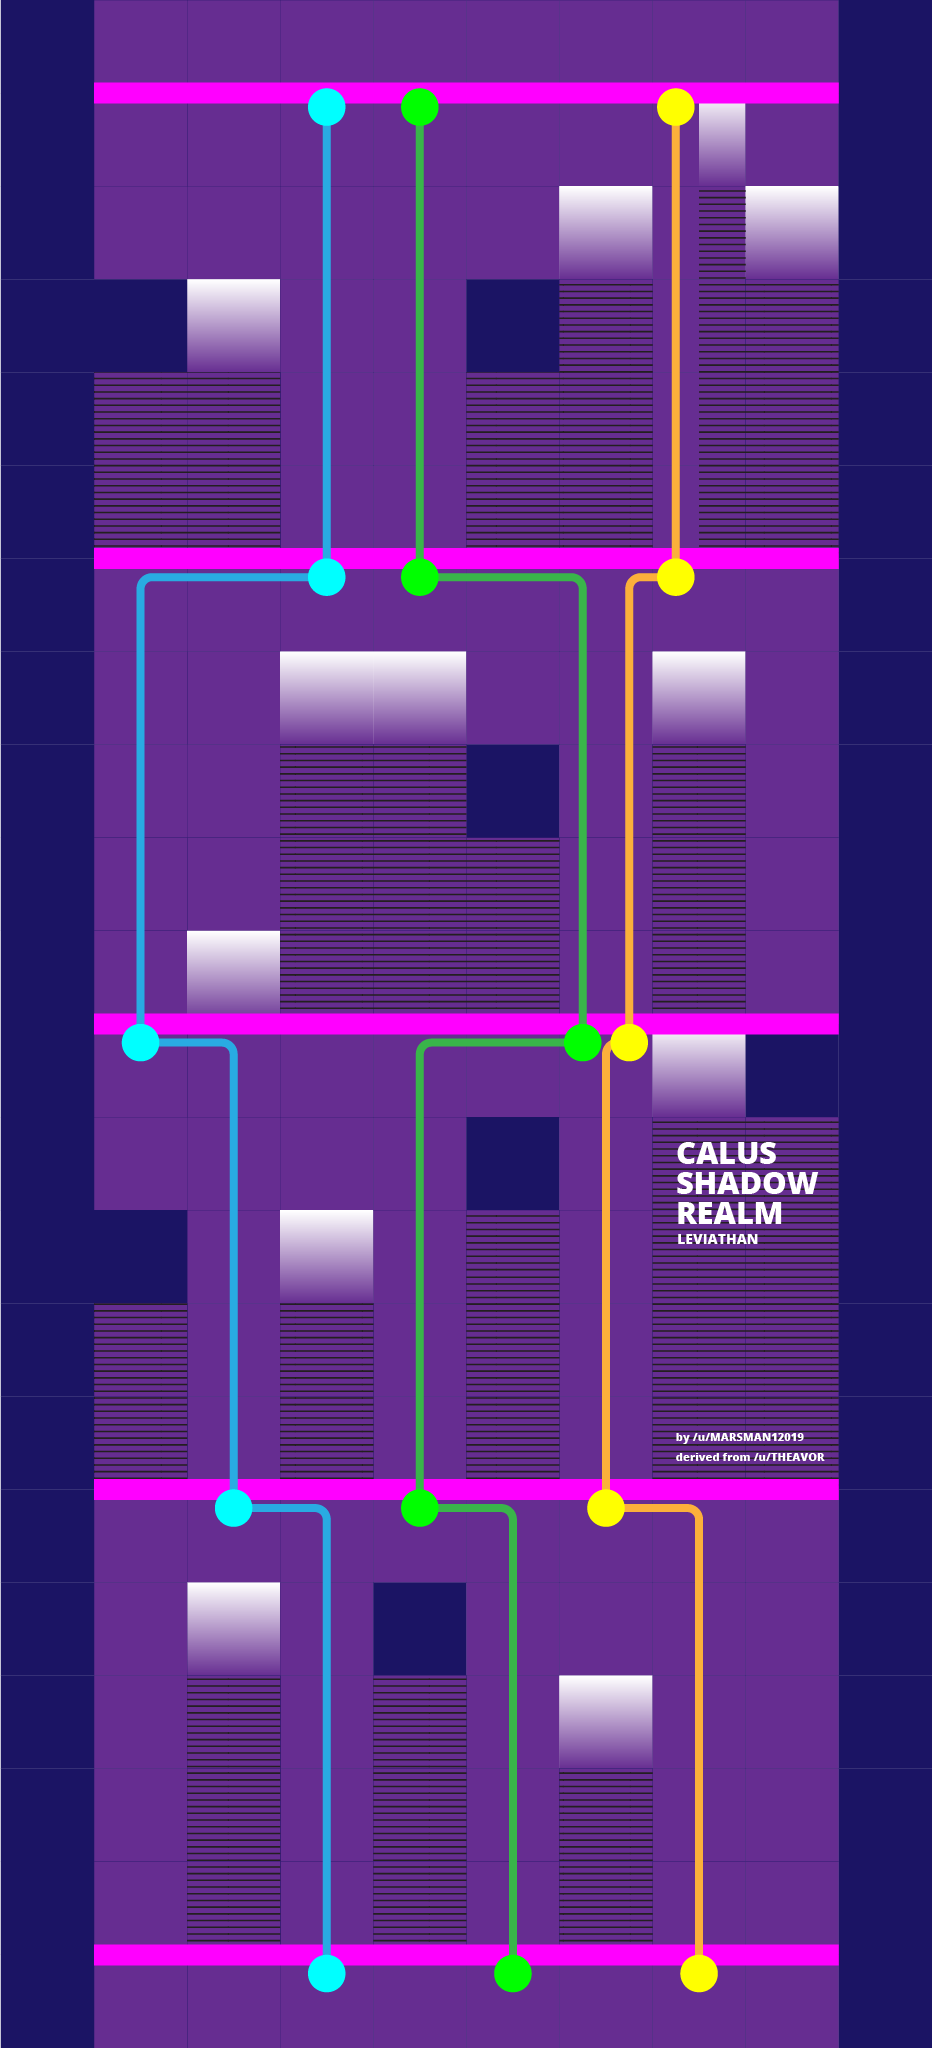 CALUS
SHADOW
REALM
LEVIATHAN
by /u/MARSMAN12019
derived from /u/THEAVOR